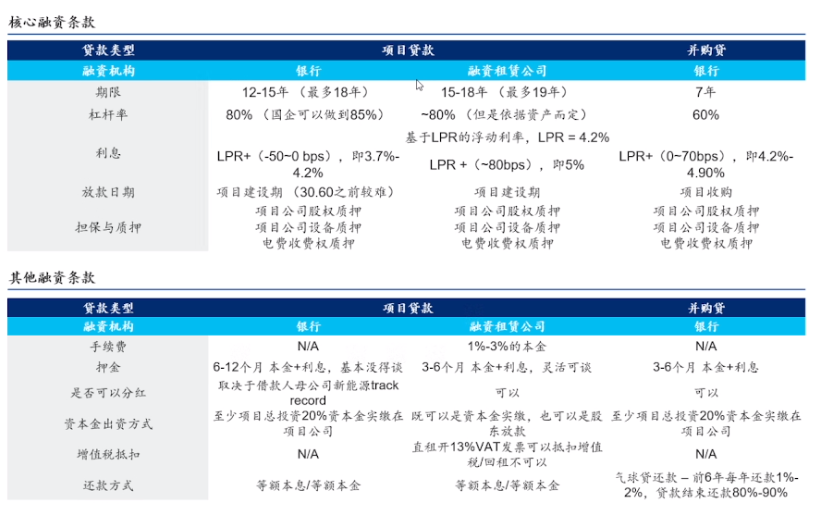 核心融资条款
贷款类型 项目贷款 并购贷
融资机构 银行 融资租赁公司 银行
期限 12-15年 （最多18年） 15-18年 （最多19年） 7年
杠杆率 80% （国企可以做到85%） ~80% （但是依据资产而定） 60%
基于LPR的浮动利率，LPR = 4.2%
利息 LPR+（-50~0 bps），即3.7%-4.2% LPR +（~80bps），即5% LPR+（0~70bps），即4.2%-4.90%
放款日期 项目建设期 （30.60之前较难） 项目建设期 项目收购
项目公司股权质押 项目公司股权质押 项目公司股权质押
担保与质押 项目公司设备质押 项目公司设备质押 项目公司设备质押
电费收费权质押 电费收费权质押 电费收费权质押
其他融资条款
贷款类型 项目贷款 并购贷
融资机构 银行 融资租赁公司 银行
手续费 N/A 1%-3%的本金 N/A
押金 6-12个月 本金+利息，基本没得谈 3-6个月 本金+利息，灵活可谈 3-6个月 本金+利息
是否可以分红 取决于借款人母公司新能源track record 可以 可以
资本金出资方式 至少项目总投资20%资本金实缴在项目公司 既可以是资本金实缴，也可以是股东放款 至少项目总投资20%资本金实缴在项目公司
增值税抵扣 N/A 直租开13%VAT发票可以抵扣增值税/回租不可以 N/A
还款方式 等额本息/等额本金 等额本息/等额本金 气球贷还款 – 前6年每年还款1%-2%，贷款结束还款80%-90%